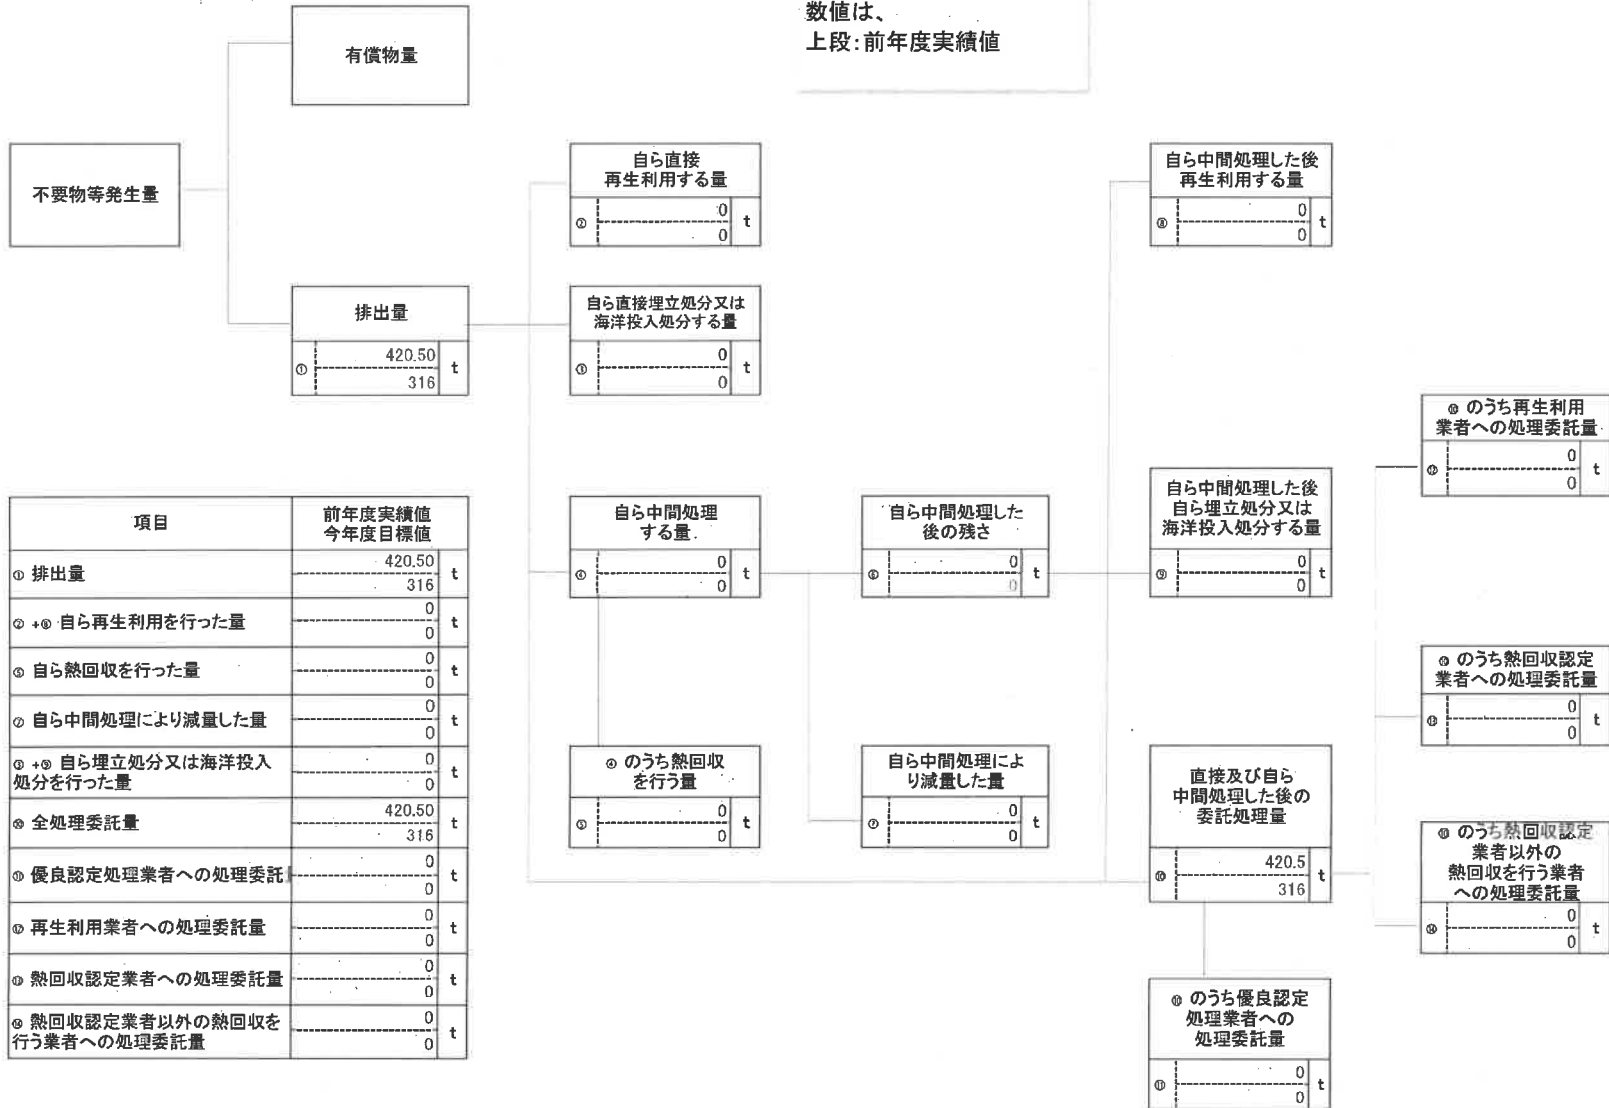 数値は、
上段:前年度実績値
有償物量
不要物等発生量
排出量
① 420.50 t
316
自ら直接
再生利用する量
② 0 t
0
自ら直接埋立処分又は
海洋投入処分する量
③ 0 t
0
自ら中間処理した後
再生利用する量
⑧ 0 t
0
⑩ のうち再生利用
業者への処理委託量
⑫ 0 t
0
自ら中間処理
する量
④ 0 t
0
自ら中間処理した
後の残さ
⑥ 0 t
0
自ら中間処理した後
自ら埋立処分又は
海洋投入処分する量
⑨ 0 t
0
⑩ のうち熱回収認定
業者への処理委託量
⑬ 0 t
0
④ のうち熱回収
を行う量
⑤ 0 t
0
自ら中間処理によ
り減量した量
⑦ 0 t
0
直接及び自ら
中間処理した後の
委託処理量
⑩ 420.5 t
316
⑩ のうち熱回収認定
業者以外の
熱回収を行う業者
への処理委託量
⑭ 0 t
0
⑩ のうち優良認定
処理業者への
処理委託量
⑪ 0 t
0
項目 前年度実績値
今年度目標値
① 排出量 420.50 t
316
② +⑧ 自ら再生利用を行った量 0 t
0
⑤ 自ら熱回収を行った量 0 t
0
⑦ 自ら中間処理により減量した量 0 t
0
③ +⑨ 自ら埋立処分又は海洋投入
処分を行った量 0 t
0
⑩ 全処理委託量 420.50 t
316
⑪ 優良認定処理業者への処理委託 0 t
0
⑫ 再生利用業者への処理委託量 0 t
0
⑬ 熱回収認定業者への処理委託量 0 t
0
⑭ 熱回収認定業者以外の熱回収を
行う業者への処理委託量 0 t
0